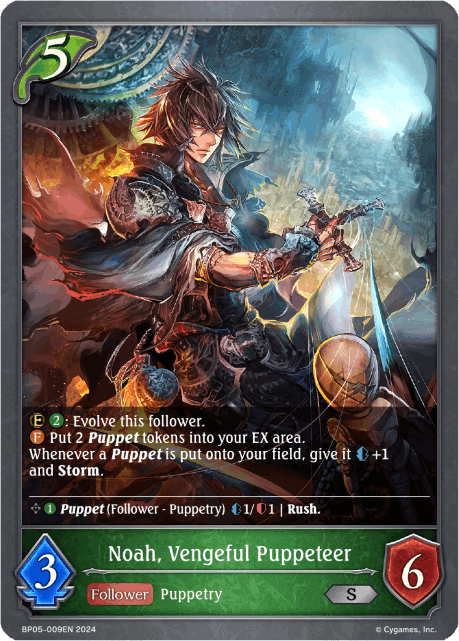 5
E 2 : Evolve this follower.
F Put 2 Puppet tokens into your EX area.
Whenever a Puppet is put onto your field, give it +1
and Storm.
1 Puppet (Follower - Puppetry) 1/ 1 | Rush.
Noah, Vengeful Puppeteer
3
Follower Puppetry
S
6
BP05-009EN 2024
© Cygames, Inc.